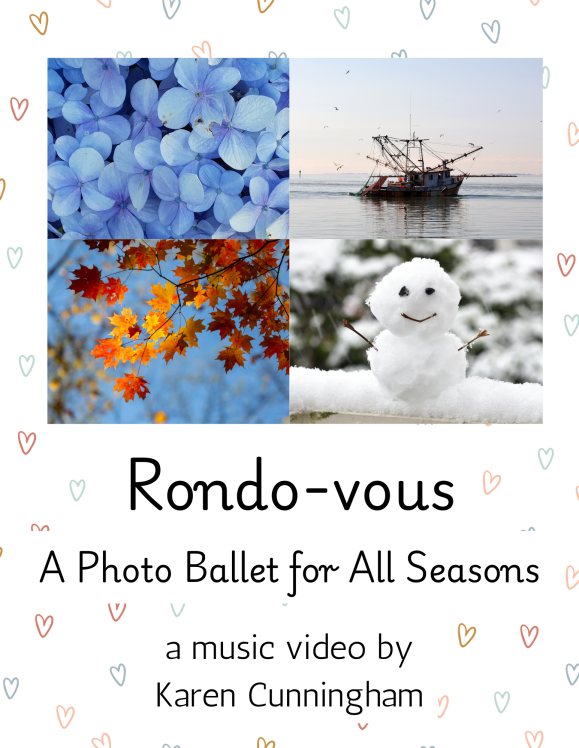 Rondo-vous
A Photo Ballet for All Seasons
a music video by
Karen Cunningham